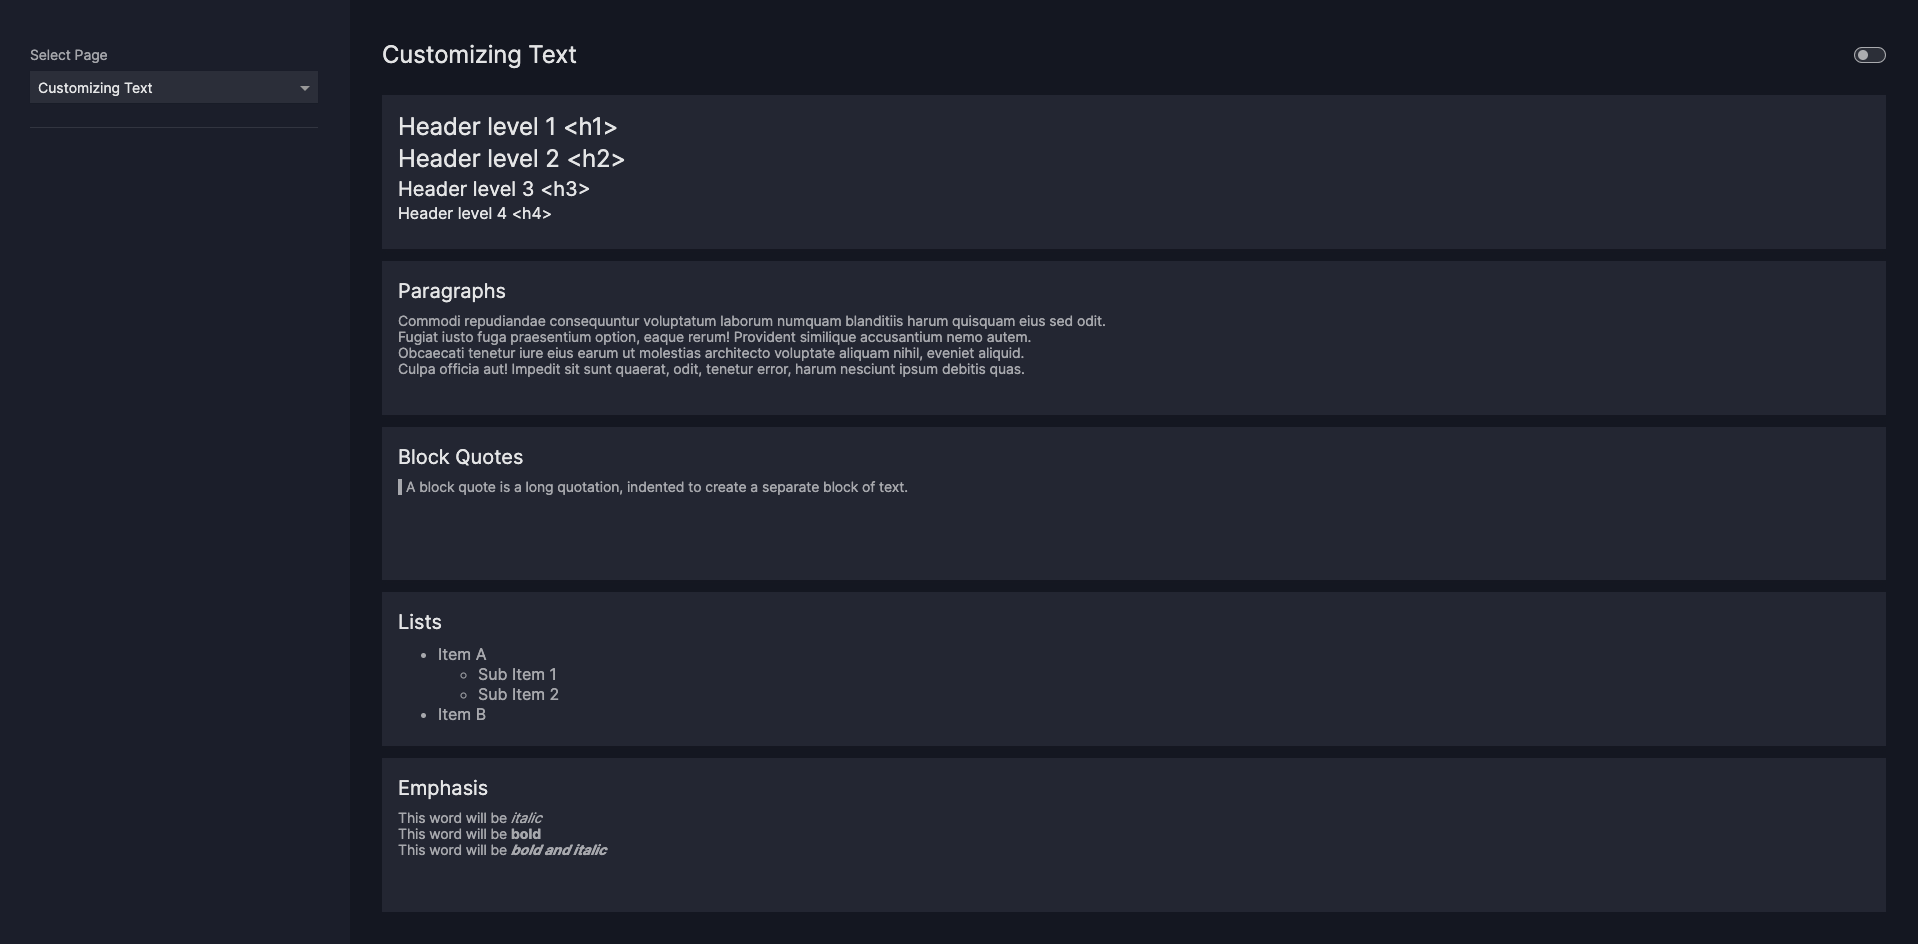 Select Page
Customizing Text
Customizing Text
Header level 1 <h1>
Header level 2 <h2>
Header level 3 <h3>
Header level 4 <h4>
Paragraphs
Commodi repudiandae consequuntur voluptatum laborum numquam blanditiis harum quisquam eius sed odit.
Fugiat iusto fuga praesentium option, eaque rerum! Provident similique accusantium nemo autem.
Obcaecati tenetur iure eius earum ut molestias architecto voluptate aliquam nihil, eveniet aliquid.
Culpa officia aut! Impedit sit sunt quaerat, odit, tenetur error, harum nesciunt ipsum debitis quas.
Block Quotes
A block quote is a long quotation, indented to create a separate block of text.
Lists
Item A
Sub Item 1
Sub Item 2
Item B
Emphasis
This word will be italic
This word will be bold
This word will be bold and italic